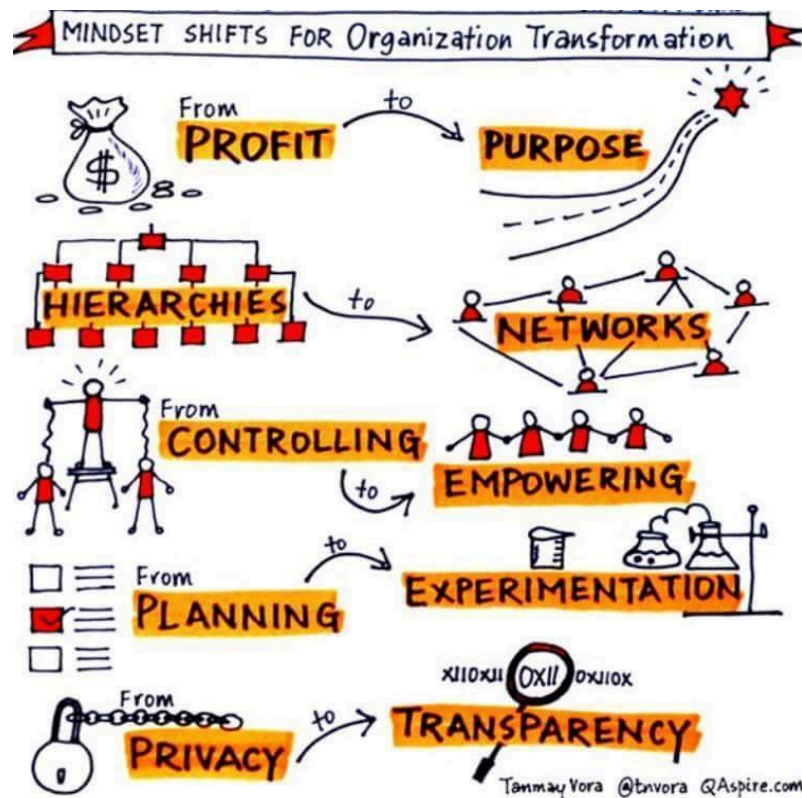 MINDSET SHIFTS FOR Organization Transformation
From to
PROFIT PURPOSE
$
HIERARCHIES to NETWORKS
From
CONTROLLING
to EMPOWERING
to
From
PLANNING EXPERIMENTATION
XIIOXII OXII OXIIOX
From
PRIVACY to TRANSPARENCY
Tanmay Vora @tnvora QAspire.com